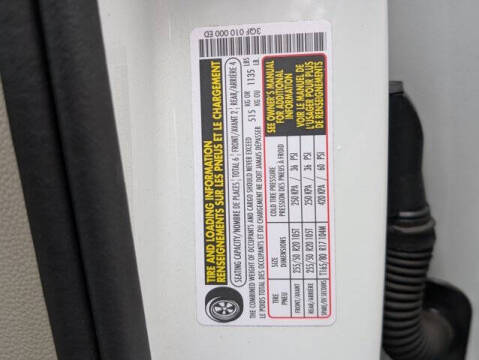 3QF 010 000 ED
TIRE AND LOADING INFORMATION
RENSEIGNEMENTS SUR LES PNEUS ET LE CHARGEMENT
SEATING CAPACITY/NOMBRE DE PLACES | TOTAL 6 | FRONT/AVANT 2 | REAR/ARRIÈRE 4
THE COMBINED WEIGHT OF OCCUPANTS AND CARGO SHOULD NEVER EXCEED 515 KG OR 1135 LBS
LE POIDS TOTAL DES OCCUPANTS ET DU CHARGEMENT NE DOIT JAMAIS DÉPASSER KG OU LB.
TIRE SIZE COLD TIRE PRESSURE
PNEU DIMENSIONS PRESSION DES PNEUS À FROID
FRONT/AVANT 255/50 R20 105T 250 KPA / 36 PSI
REAR/ARRIÈRE 255/50 R20 105T 250 KPA / 36 PSI
SPARE/DE SECOURS T165/80 R17 104M 420 KPA / 60 PSI
SEE OWNER'S MANUAL
FOR ADDITIONAL
INFORMATION
VOIR LE MANUEL DE
L'USAGER POUR PLUS
DE RENSEIGNEMENTS